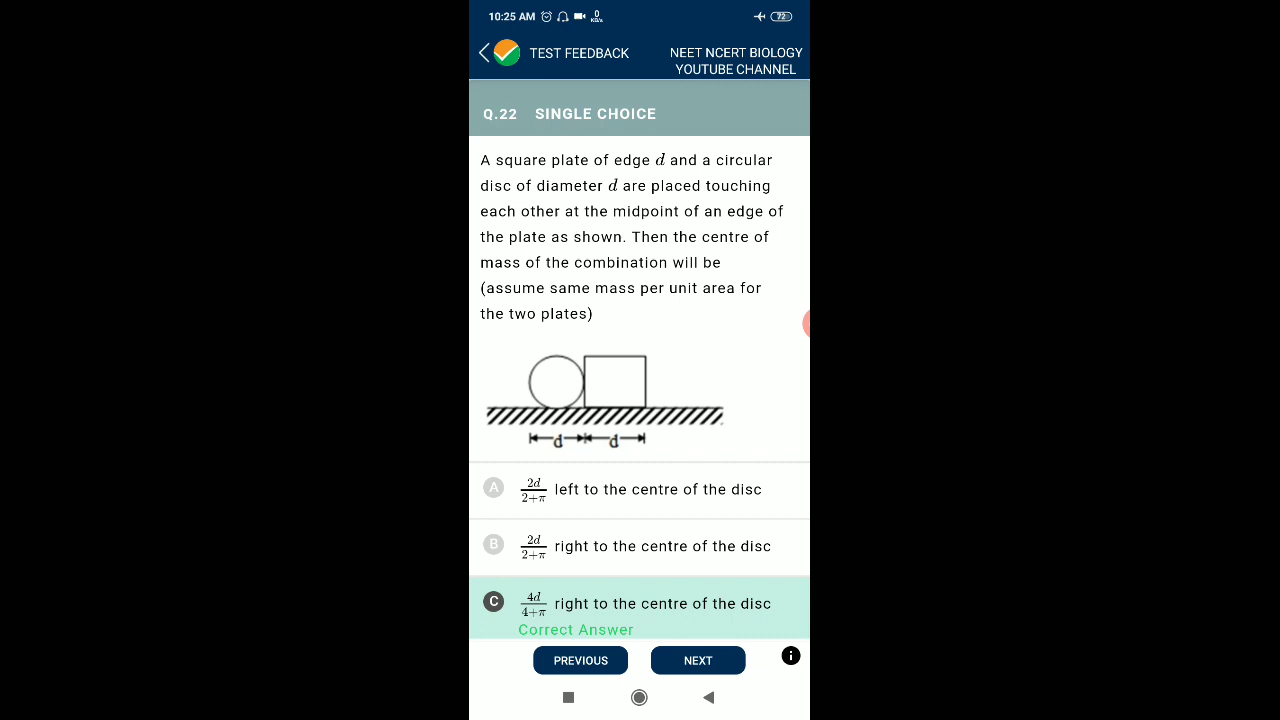 10:25 AM 0 KB/s 72
TEST FEEDBACK
NEET NCERT BIOLOGY
YOUTUBE CHANNEL
Q.22 SINGLE CHOICE
A square plate of edge d and a circular
disc of diameter d are placed touching
each other at the midpoint of an edge of
the plate as shown. Then the centre of
mass of the combination will be
(assume same mass per unit area for
the two plates)
d d
A 2d/2+π left to the centre of the disc
B 2d/2+π right to the centre of the disc
C 4d/4+π right to the centre of the disc
Correct Answer
PREVIOUS NEXT